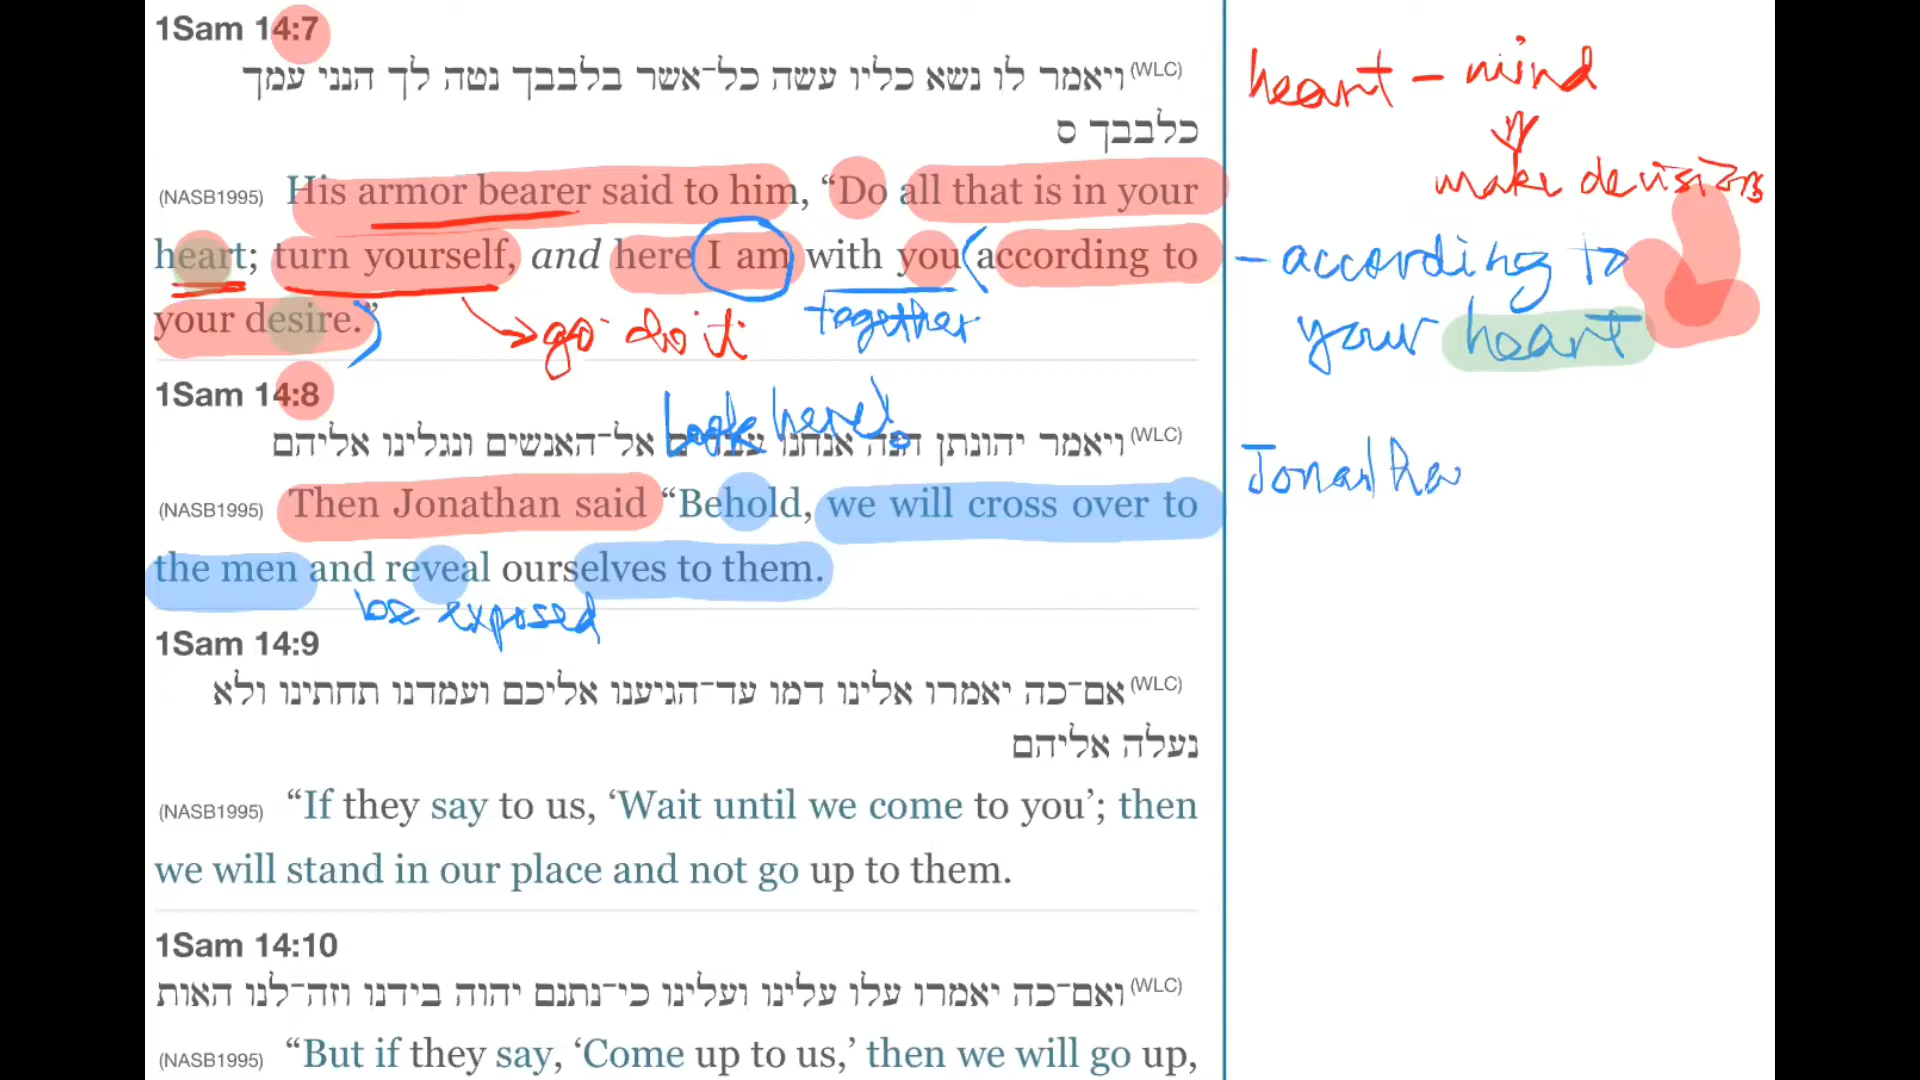 1Sam 14:7
(WLC) ויאמר לו נשא כליו עשה כל־אשר בלבבך נטה לך הנני עמך
כלבבך ס
(NASB1995) His armor bearer said to him, “Do all that is in your
heart; turn yourself, and here I am with you according to
your desire.”
go do it
together
1Sam 14:8
Look here!
(WLC) ויאמר יהונתן הנה אנחנו עברים אל־האנשים ונגלינו אליהם
(NASB1995) Then Jonathan said “Behold, we will cross over to
the men and reveal ourselves to them.
be exposed
1Sam 14:9
(WLC) אם־כה יאמרו אלינו דמו עד־הגיענו אליכם ועמדנו תחתינו ולא
נעלה אליהם
(NASB1995) “If they say to us, ‘Wait until we come to you’; then
we will stand in our place and not go up to them.
1Sam 14:10
(WLC) ואם־כה יאמרו עלו עלינו ועלינו כי־נתנם יהוה בידנו וזה־לנו האות
(NASB1995) “But if they say, ‘Come up to us,’ then we will go up,
heart – mind
make decisions
– according to
your heart
Jonatha